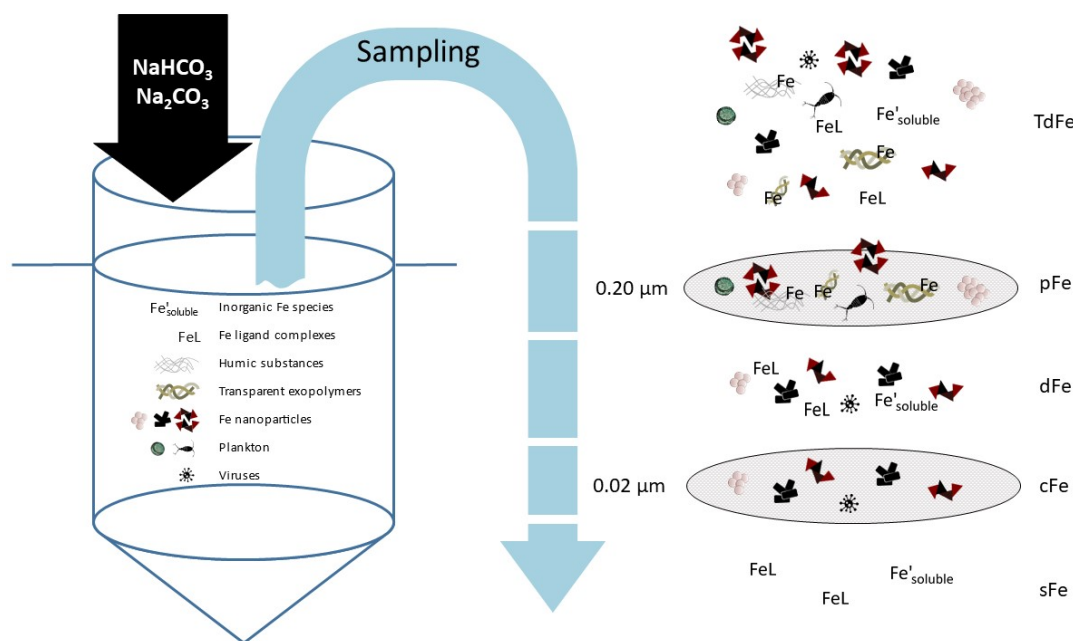 NaHCO₃
Na₂CO₃
Sampling
Fe'soluble Inorganic Fe species
FeL Fe ligand complexes
Humic substances
Transparent exopolymers
Fe nanoparticles
Plankton
Viruses
Fe
FeL
Fe'soluble
TdFe
Fe
Fe
FeL
0.20 µm
Fe
Fe
Fe
pFe
FeL
FeL
Fe'soluble
dFe
0.02 µm
cFe
FeL
Fe'soluble
FeL
sFe